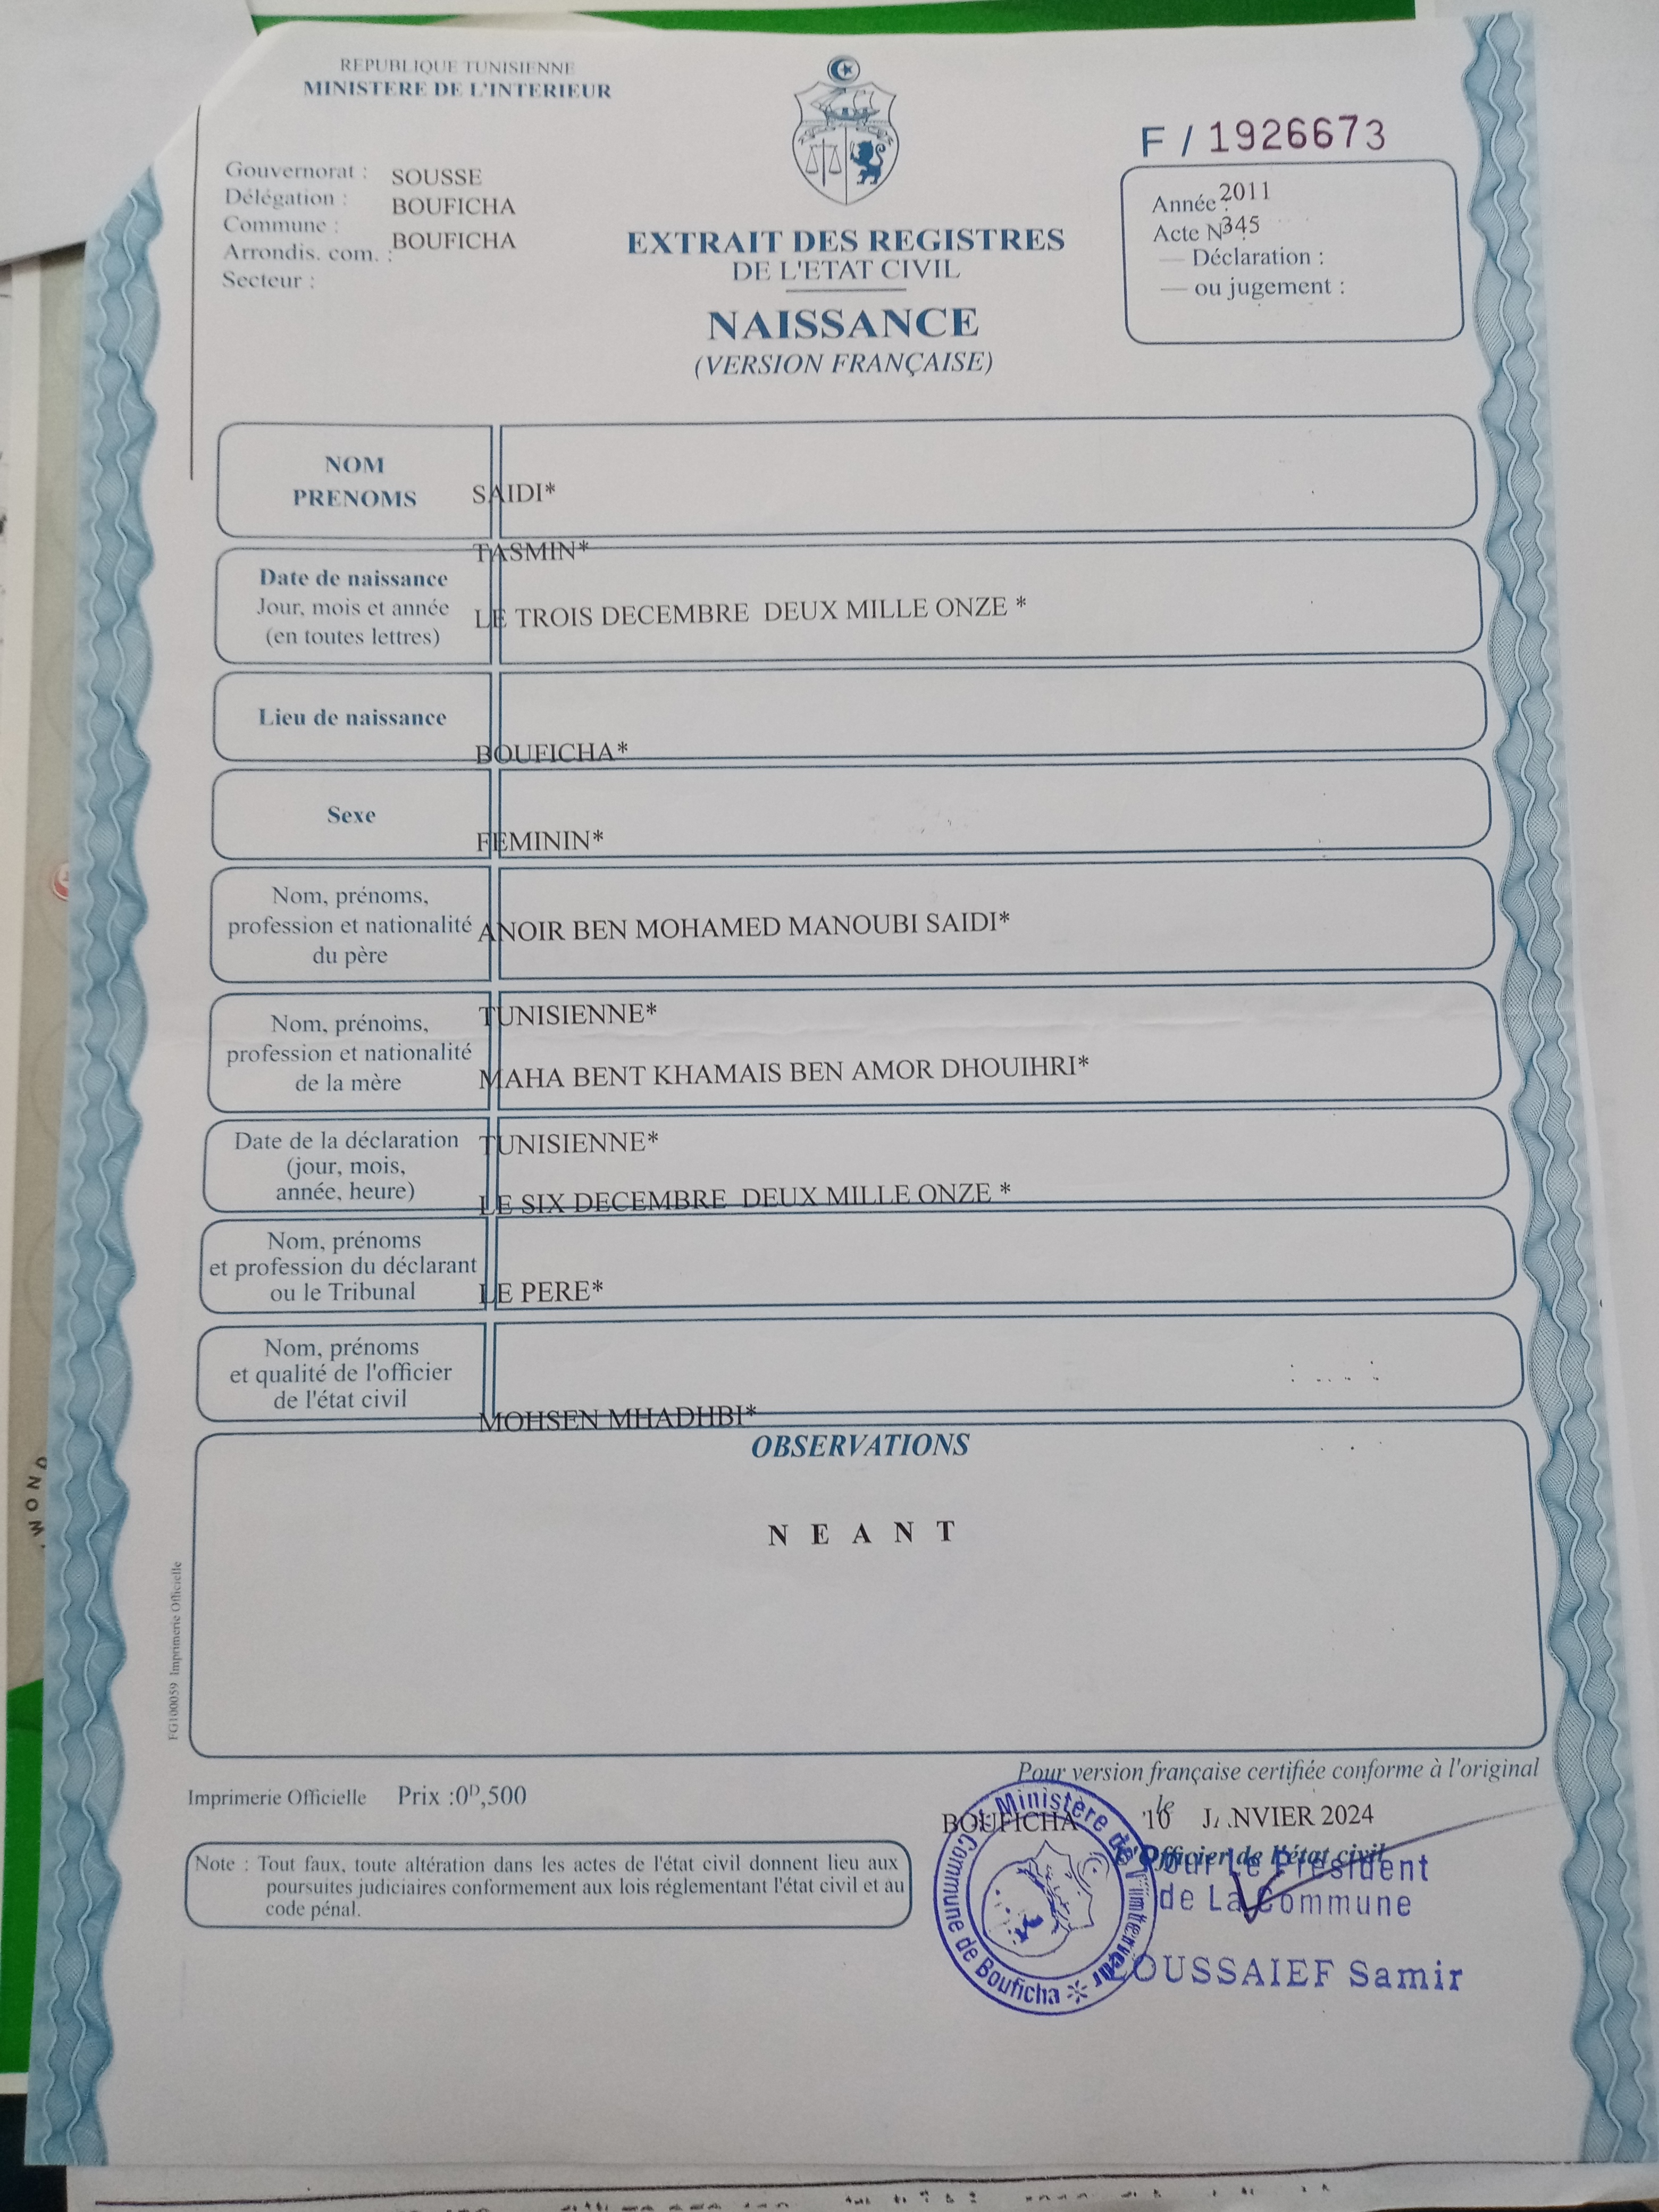 REPUBLIQUE TUNISIENNE
MINISTERE DE L'INTERIEUR
F / 1926673
Gouvernorat : SOUSSE
Délégation : BOUFICHA
Commune :
Arrondis. com. : BOUFICHA
Secteur :
Année : 2011
Acte N° 345
— Déclaration :
— ou jugement :
EXTRAIT DES REGISTRES
DE L'ETAT CIVIL
NAISSANCE
(VERSION FRANÇAISE)
NOM
PRENOMS
SAIDI*
TASMIN*
Date de naissance
Jour, mois et année
(en toutes lettres)
LE TROIS DECEMBRE DEUX MILLE ONZE *
Lieu de naissance
BOUFICHA*
Sexe
FEMININ*
Nom, prénoms,
profession et nationalité
du père
ANOIR BEN MOHAMED MANOUBI SAIDI*
TUNISIENNE*
Nom, prénoms,
profession et nationalité
de la mère
MAHA BENT KHAMAIS BEN AMOR DHOUIHRI*
TUNISIENNE*
Date de la déclaration
(jour, mois,
année, heure)
LE SIX DECEMBRE DEUX MILLE ONZE *
Nom, prénoms
et profession du déclarant
ou le Tribunal
LE PERE*
Nom, prénoms
et qualité de l'officier
de l'état civil
MOHSEN MHADHBI*
OBSERVATIONS
N E A N T
FG100059 Imprimerie Officielle
Imprimerie Officielle Prix :0ᴰ,500
Pour version française certifiée conforme à l'original
BOUFICHA le 10 JANVIER 2024
L'Officier de l'état civil
Pour Le Président
de La Commune
OUSSAIEF Samir
Ministère de l'intérieur
Commune de Bouficha
Note : Tout faux, toute altération dans les actes de l'état civil donnent lieu aux
poursuites judiciaires conformement aux lois réglementant l'état civil et au
code pénal.
WOND